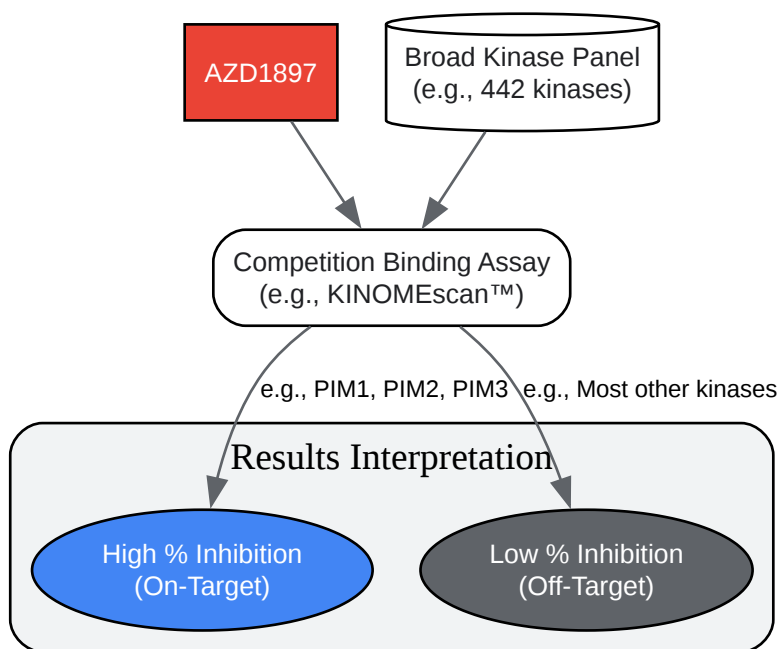 AZD1897
Broad Kinase Panel
(e.g., 442 kinases)
Competition Binding Assay
(e.g., KINOMEscan™)
e.g., PIM1, PIM2, PIM3
e.g., Most other kinases
Results Interpretation
High % Inhibition
(On-Target)
Low % Inhibition
(Off-Target)